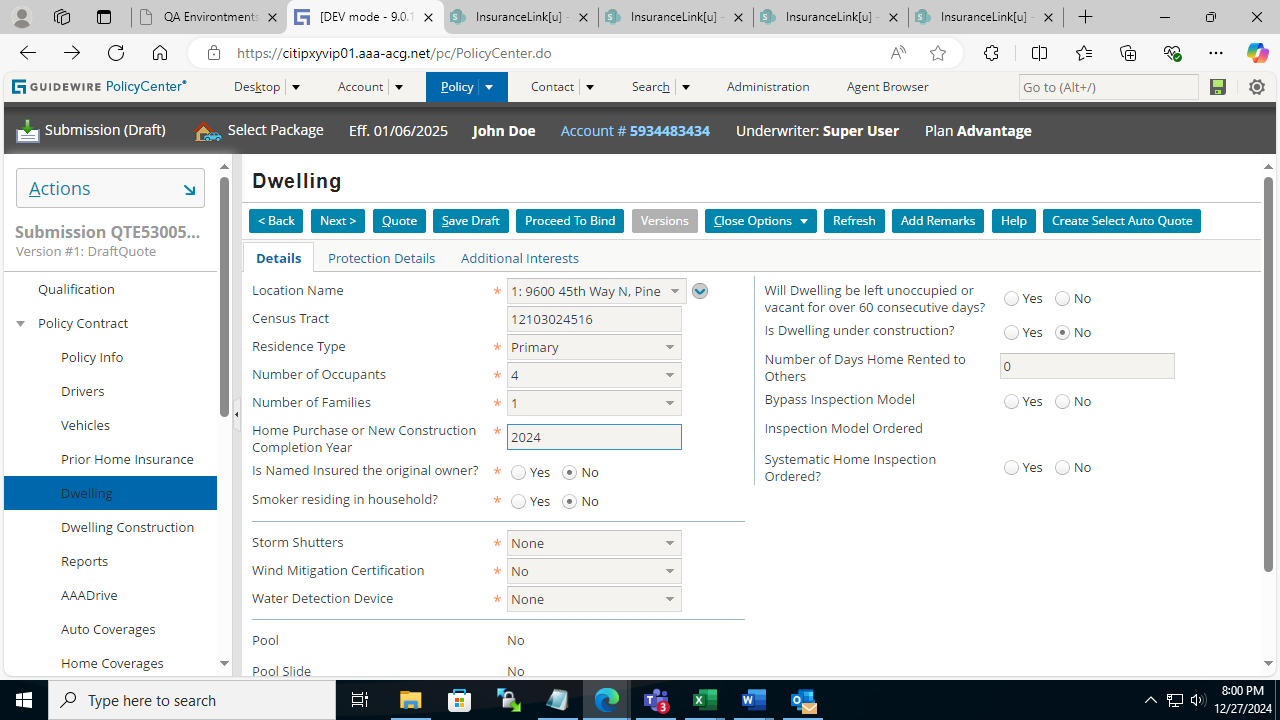 QA Environtments
[DEV mode - 9.0.1
InsuranceLink[u] -
InsuranceLink[u] -
InsuranceLink[u] -
InsuranceLink[u] -
https://citipxyvip01.aaa-acg.net/pc/PolicyCenter.do
GUIDEWIRE PolicyCenter®
Desktop
Account
Policy
Contact
Search
Administration
Agent Browser
Go to (Alt+/)
Submission (Draft)
Select Package
Eff. 01/06/2025
John Doe
Account # 5934483434
Underwriter: Super User
Plan Advantage
Actions
Submission QTE53005...
Version #1: DraftQuote
Qualification
Policy Contract
Policy Info
Drivers
Vehicles
Prior Home Insurance
Dwelling
Dwelling Construction
Reports
AAADrive
Auto Coverages
Home Coverages
Dwelling
< Back
Next >
Quote
Save Draft
Proceed To Bind
Versions
Close Options
Refresh
Add Remarks
Help
Create Select Auto Quote
Details
Protection Details
Additional Interests
Location Name * 1: 9600 45th Way N, Pine
Census Tract 12103024516
Residence Type * Primary
Number of Occupants * 4
Number of Families * 1
Home Purchase or New Construction
Completion Year * 2024
Is Named Insured the original owner? * Yes No
Smoker residing in household? * Yes No
Storm Shutters * None
Wind Mitigation Certification * No
Water Detection Device * None
Pool No
Pool Slide No
Will Dwelling be left unoccupied or
vacant for over 60 consecutive days? Yes No
Is Dwelling under construction? Yes No
Number of Days Home Rented to
Others 0
Bypass Inspection Model Yes No
Inspection Model Ordered
Systematic Home Inspection
Ordered? Yes No
Type here to search
3
8:00 PM
12/27/2024